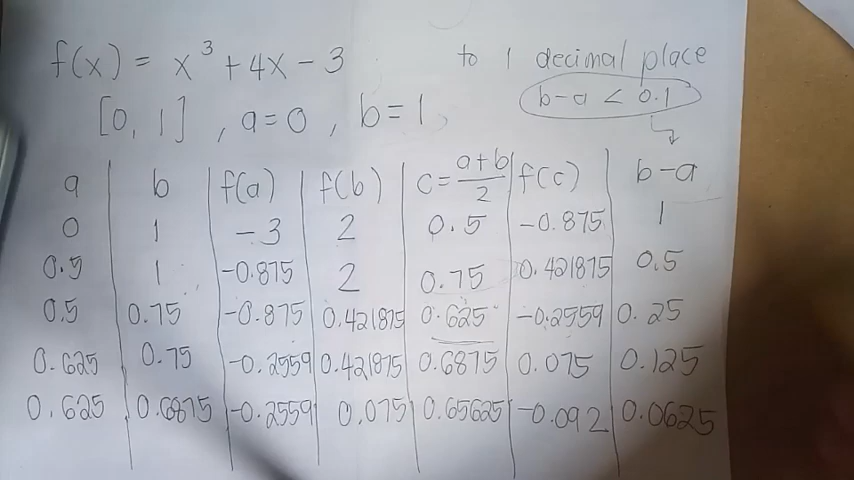 f(x) = x³ + 4x − 3 to 1 decimal place
[0, 1] , a=0 , b=1, b−a < 0.1
a b f(a) f(b) c = a+b/2 f(c) b−a
0 1 −3 2 0.5 −0.875 1
0.5 1 −0.875 2 0.75 0.421875 0.5
0.5 0.75 −0.875 0.421875 0.625 −0.2559 0.25
0.625 0.75 −0.2559 0.421875 0.6875 0.075 0.125
0.625 0.6875 −0.2559 0.075 0.65625 −0.092 0.0625